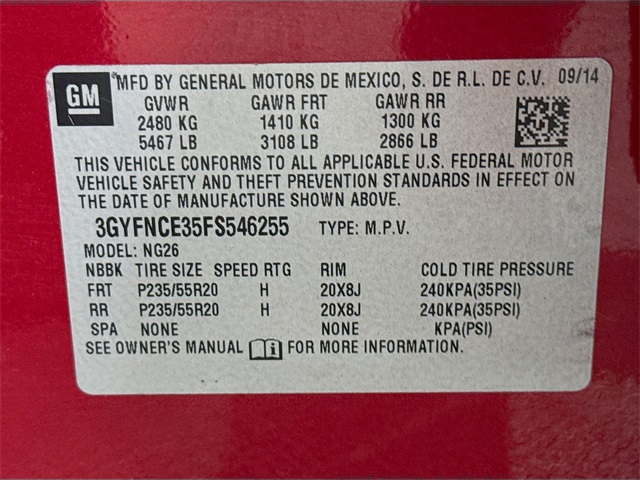 GM
®MFD BY GENERAL MOTORS DE MEXICO, S. DE R.L. DE C.V. 09/14
GVWR GAWR FRT GAWR RR
2480 KG 1410 KG 1300 KG
5467 LB 3108 LB 2866 LB
THIS VEHICLE CONFORMS TO ALL APPLICABLE U.S. FEDERAL MOTOR
VEHICLE SAFETY AND THEFT PREVENTION STANDARDS IN EFFECT ON
THE DATE OF MANUFACTURE SHOWN ABOVE.
3GYFNCE35FS546255 TYPE: M.P.V.
MODEL: NG26
NBBK TIRE SIZE SPEED RTG RIM COLD TIRE PRESSURE
FRT P235/55R20 H 20X8J 240KPA(35PSI)
RR P235/55R20 H 20X8J 240KPA(35PSI)
SPA NONE NONE KPA(PSI)
SEE OWNER'S MANUAL FOR MORE INFORMATION.